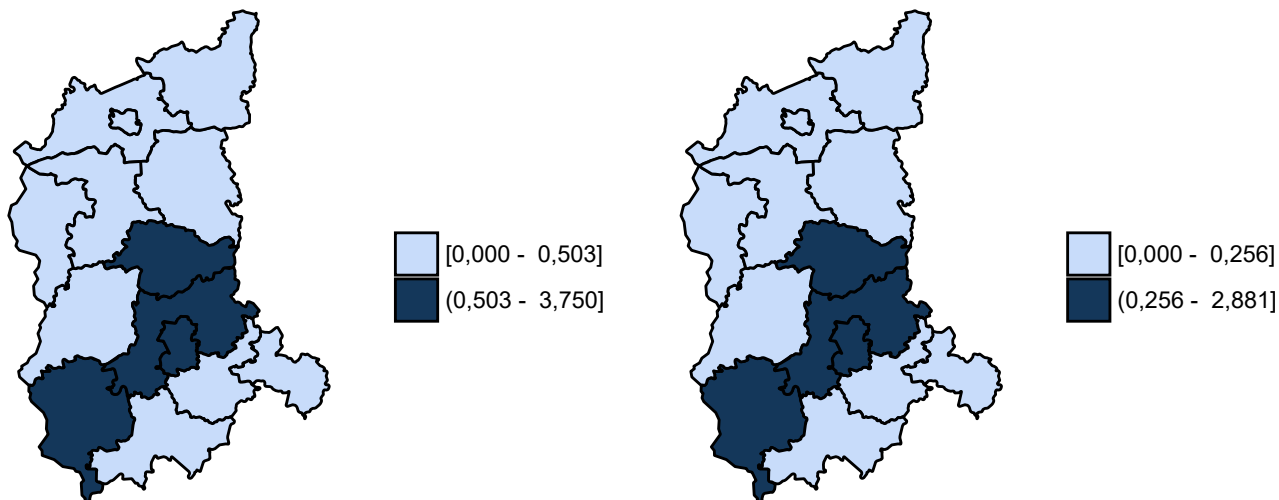 [0,000 -  0,503]
(0,503 -  3,750]
[0,000 -  0,256]
(0,256 -  2,881]